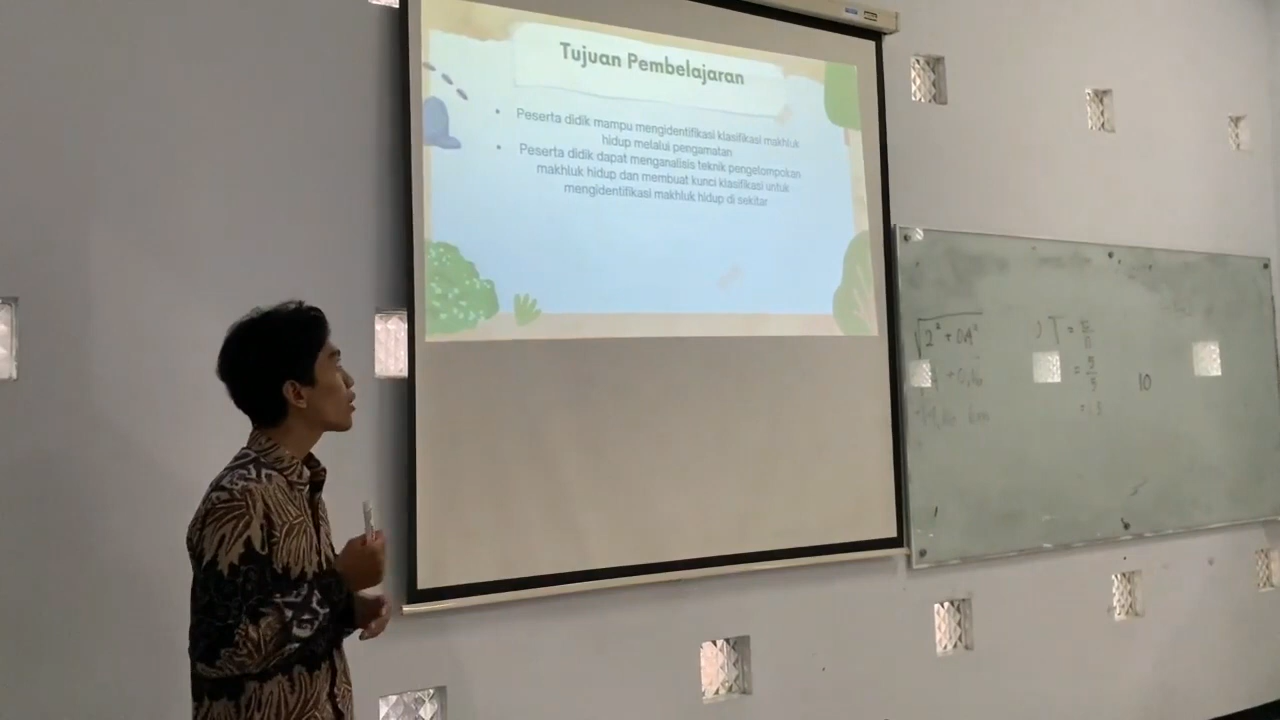 Tujuan Pembelajaran
• Peserta didik mampu mengidentifikasi klasifikasi makhluk
hidup melalui pengamatan
• Peserta didik dapat menganalisis teknik pengelompokan
makhluk hidup dan membuat kunci klasifikasi untuk
mengidentifikasi makhluk hidup di sekitar
10